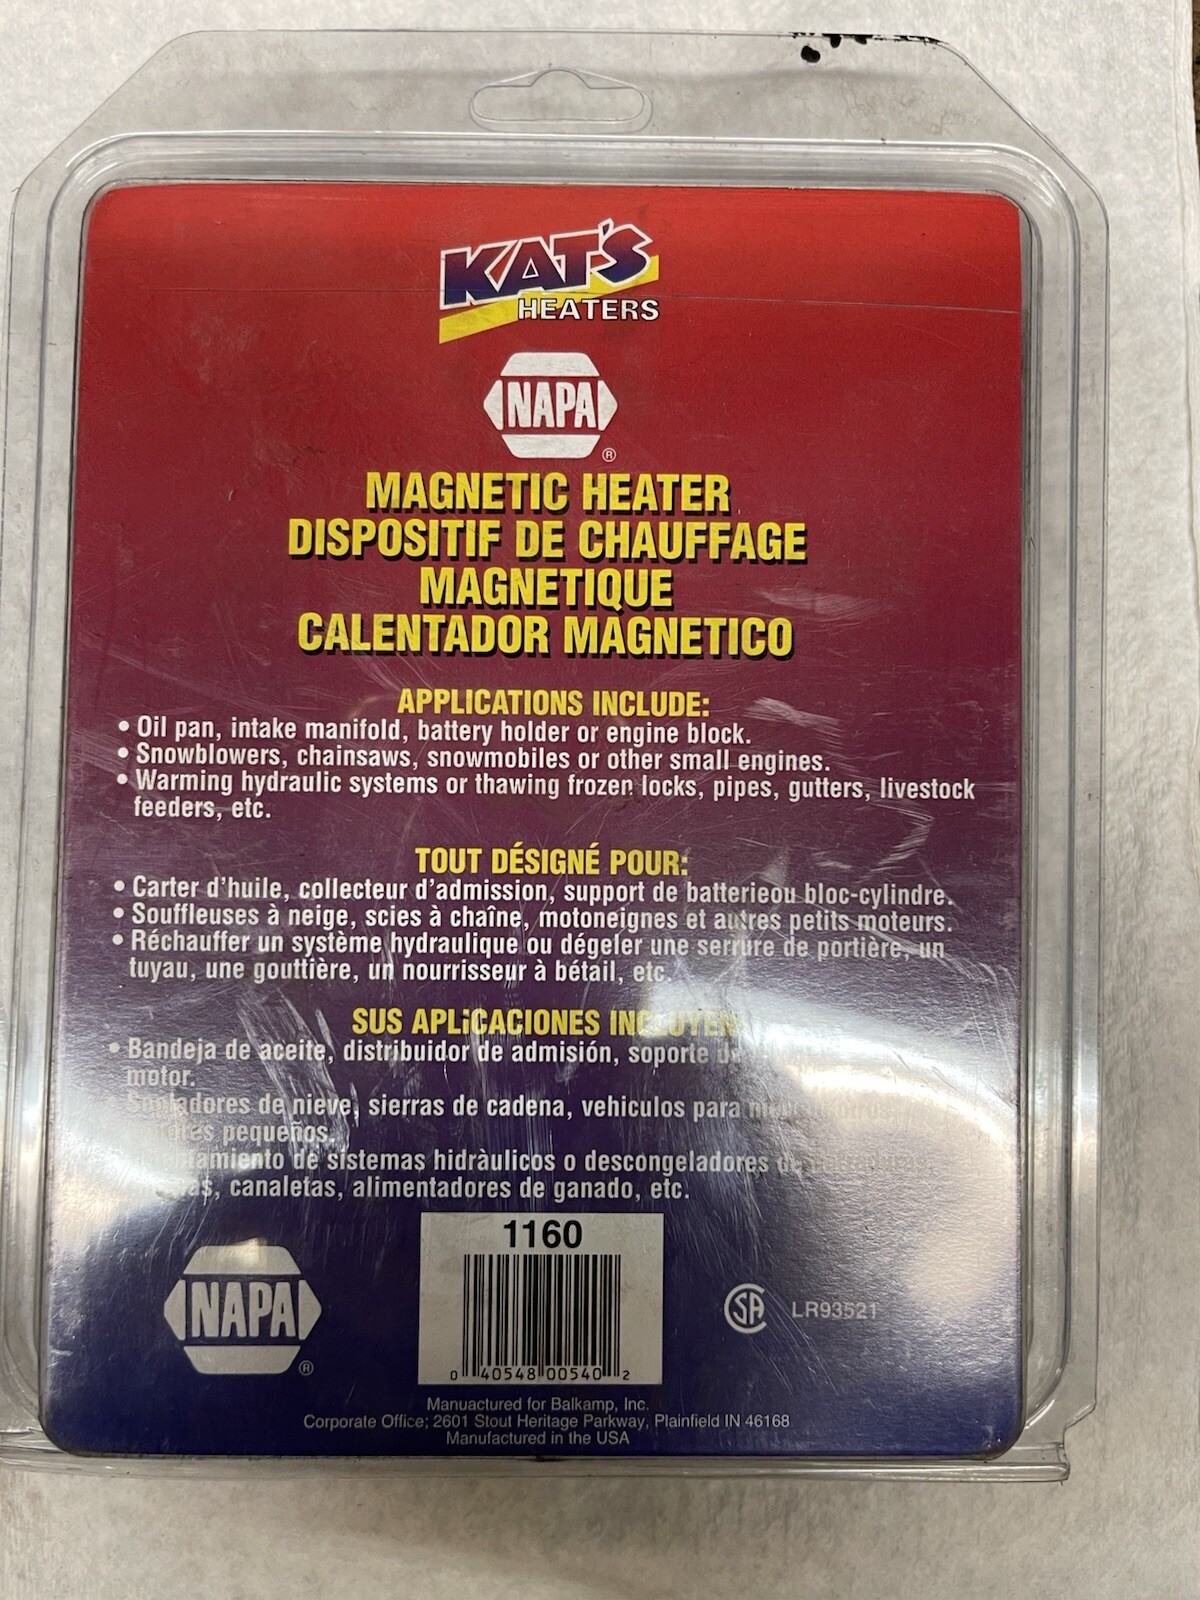 KAT'S
HEATERS
NAPA
®
MAGNETIC HEATER
DISPOSITIF DE CHAUFFAGE
MAGNETIQUE
CALENTADOR MAGNETICO
APPLICATIONS INCLUDE:
• Oil pan, intake manifold, battery holder or engine block.
• Snowblowers, chainsaws, snowmobiles or other small engines.
• Warming hydraulic systems or thawing frozen locks, pipes, gutters, livestock
feeders, etc.
TOUT DÉSIGNÉ POUR:
• Carter d'huile, collecteur d'admission, support de batterieou bloc-cylindre.
• Souffleuses à neige, scies à chaîne, motoneignes et autres petits moteurs.
• Réchauffer un système hydraulique ou dégeler une serrure de portière, un
tuyau, une gouttière, un nourrisseur à bétail, etc.
SUS APLiCACIONES INCLUYEN
• Bandeja de aceite, distribuidor de admisión, soporte
motor.
de nieve, sierras de cadena, vehiculos para
pequeños.
de sistemas hidràulicos o descongeladores
canaletas, alimentadores de ganado, etc.
1160
0 40548 00540 2
NAPA
®
SA LR93521
Manuactured for Balkamp, Inc.
Corporate Office; 2601 Stout Heritage Parkway, Plainfield IN 46168
Manufactured in the USA